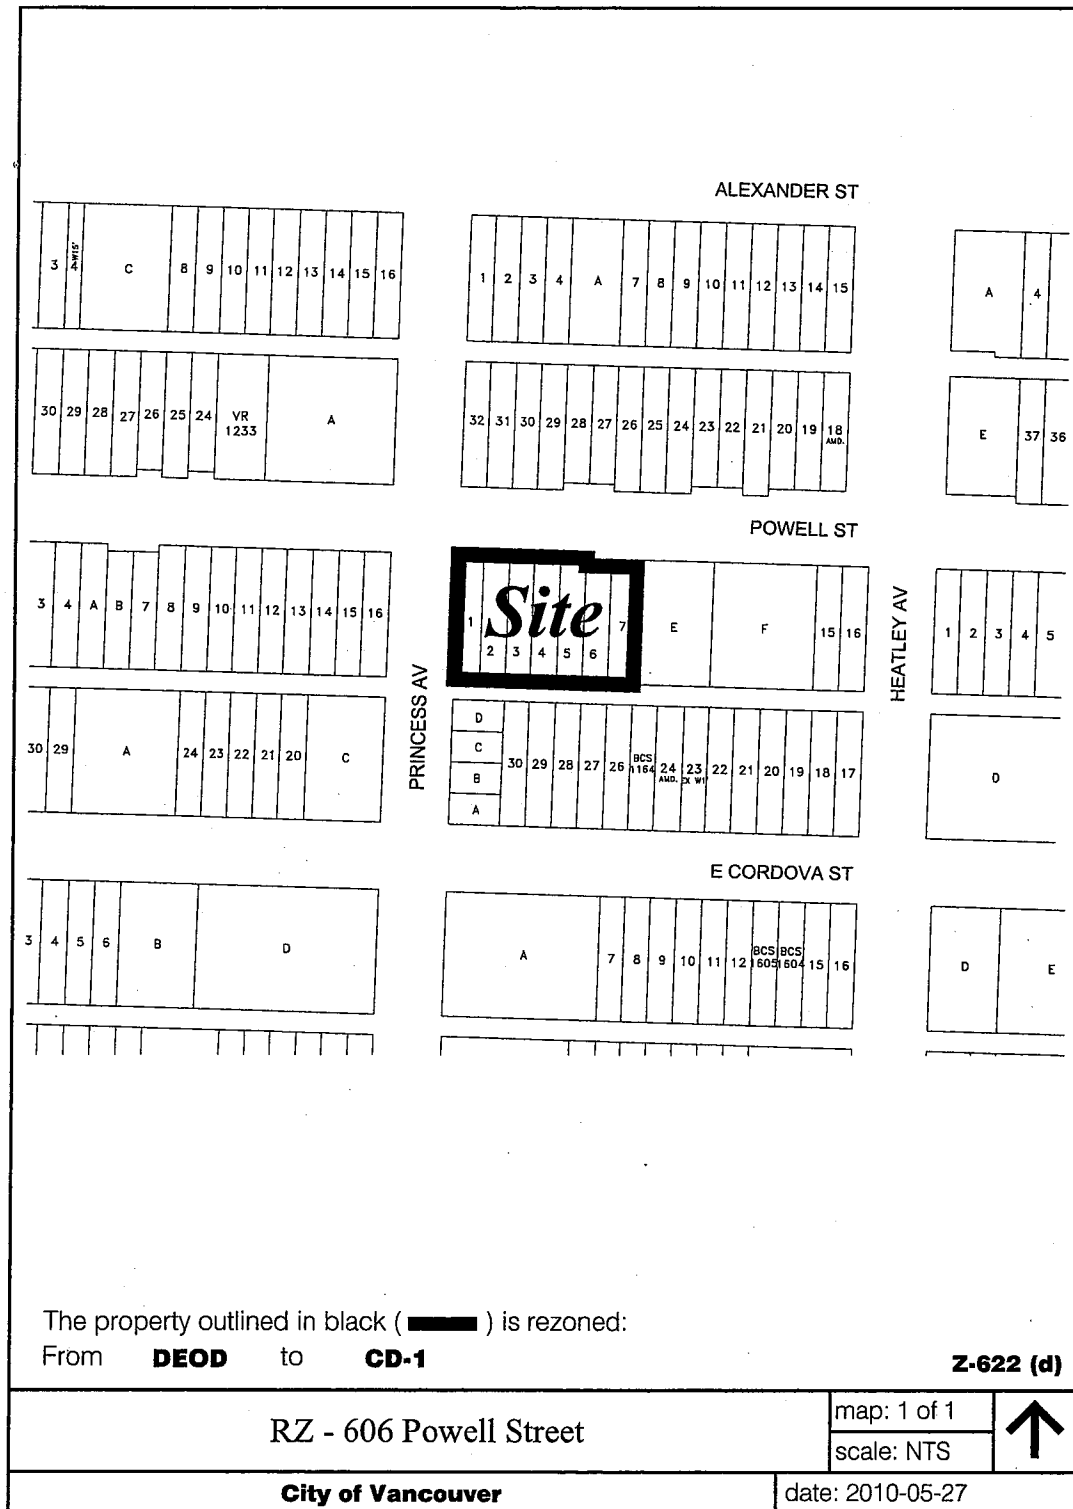 ALEXANDER ST
3 4-W15' C 8 9 10 11 12 13 14 15 16
1 2 3 4 A 7 8 9 10 11 12 13 14 15
A 4
30 29 28 27 26 25 24 VR 1233 A
32 31 30 29 28 27 26 25 24 23 22 21 20 19 18 AMD.
E 37 36
POWELL ST
3 4 A B 7 8 9 10 11 12 13 14 15 16
Site
1 2 3 4 5 6 7 E F 15 16
HEATLEY AV
1 2 3 4 5
PRINCESS AV
30 29 A 24 23 22 21 20 C
D
C
B
A
30 29 28 27 26 BCS 1164 24 AMD. 23 EX W1' 22 21 20 19 18 17
D
E CORDOVA ST
3 4 5 6 B D
A 7 8 9 10 11 12 BCS 1605 BCS 1604 15 16
D E
The property outlined in black ( ) is rezoned:
From DEOD to CD-1
Z-622 (d)
RZ - 606 Powell Street
map: 1 of 1
scale: NTS
City of Vancouver
date: 2010-05-27